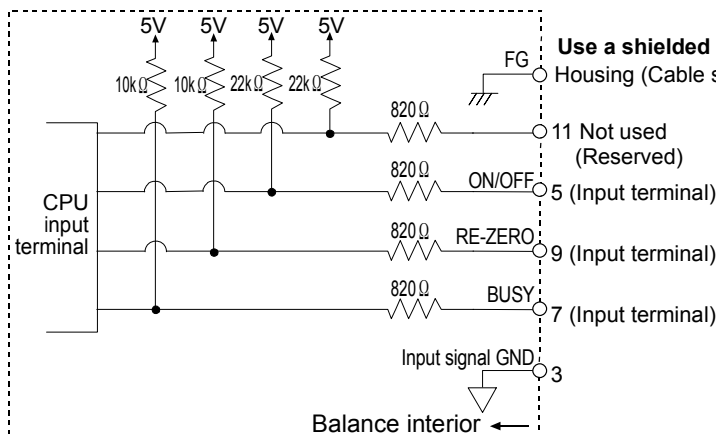 5V 5V 5V 5V
Use a shielded
FG
Housing (Cable s
10kΩ 10kΩ 22kΩ 22kΩ
820Ω
11 Not used
(Reserved)
820Ω
ON/OFF
5 (Input terminal)
CPU
input
terminal
820Ω
RE-ZERO
9 (Input terminal)
820Ω
BUSY
7 (Input terminal)
Input signal GND
3
Balance interior